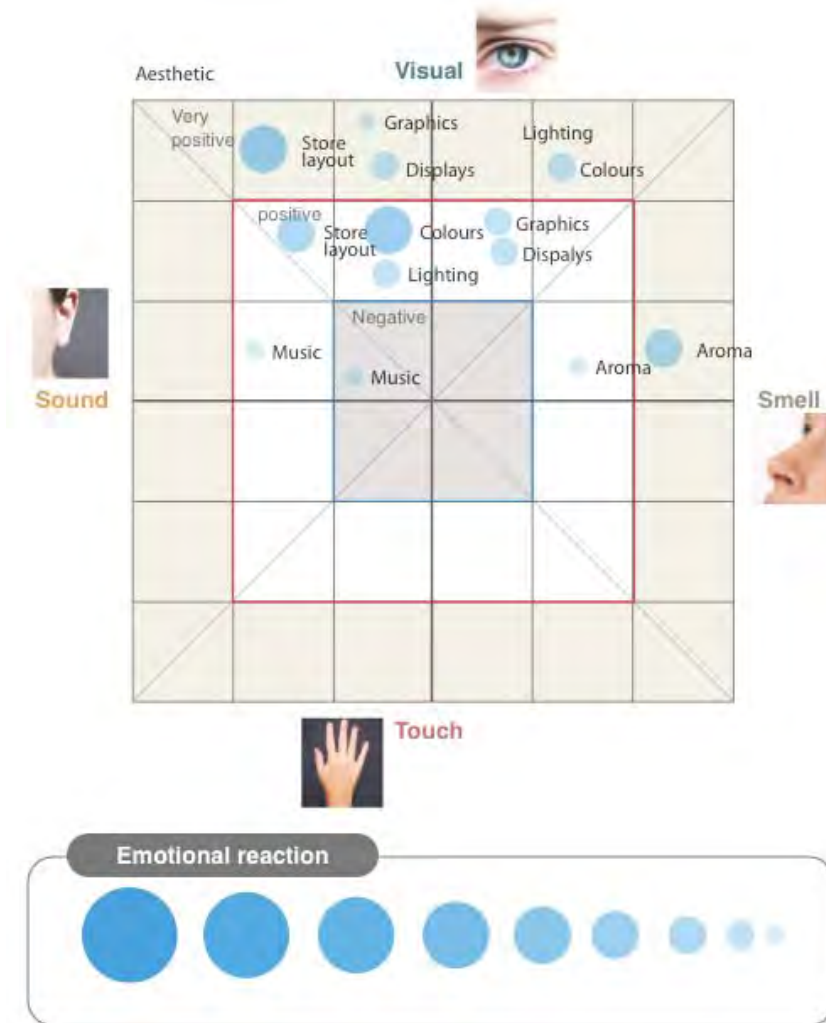 Aesthetic
Visual
Very
positive
Store
layout
Graphics
Displays
Lighting
Colours
positive
Store
layout
Colours
Lighting
Graphics
Dispalys
Negative
Music
Music
Aroma
Aroma
Sound
Smell
Touch
Emotional reaction